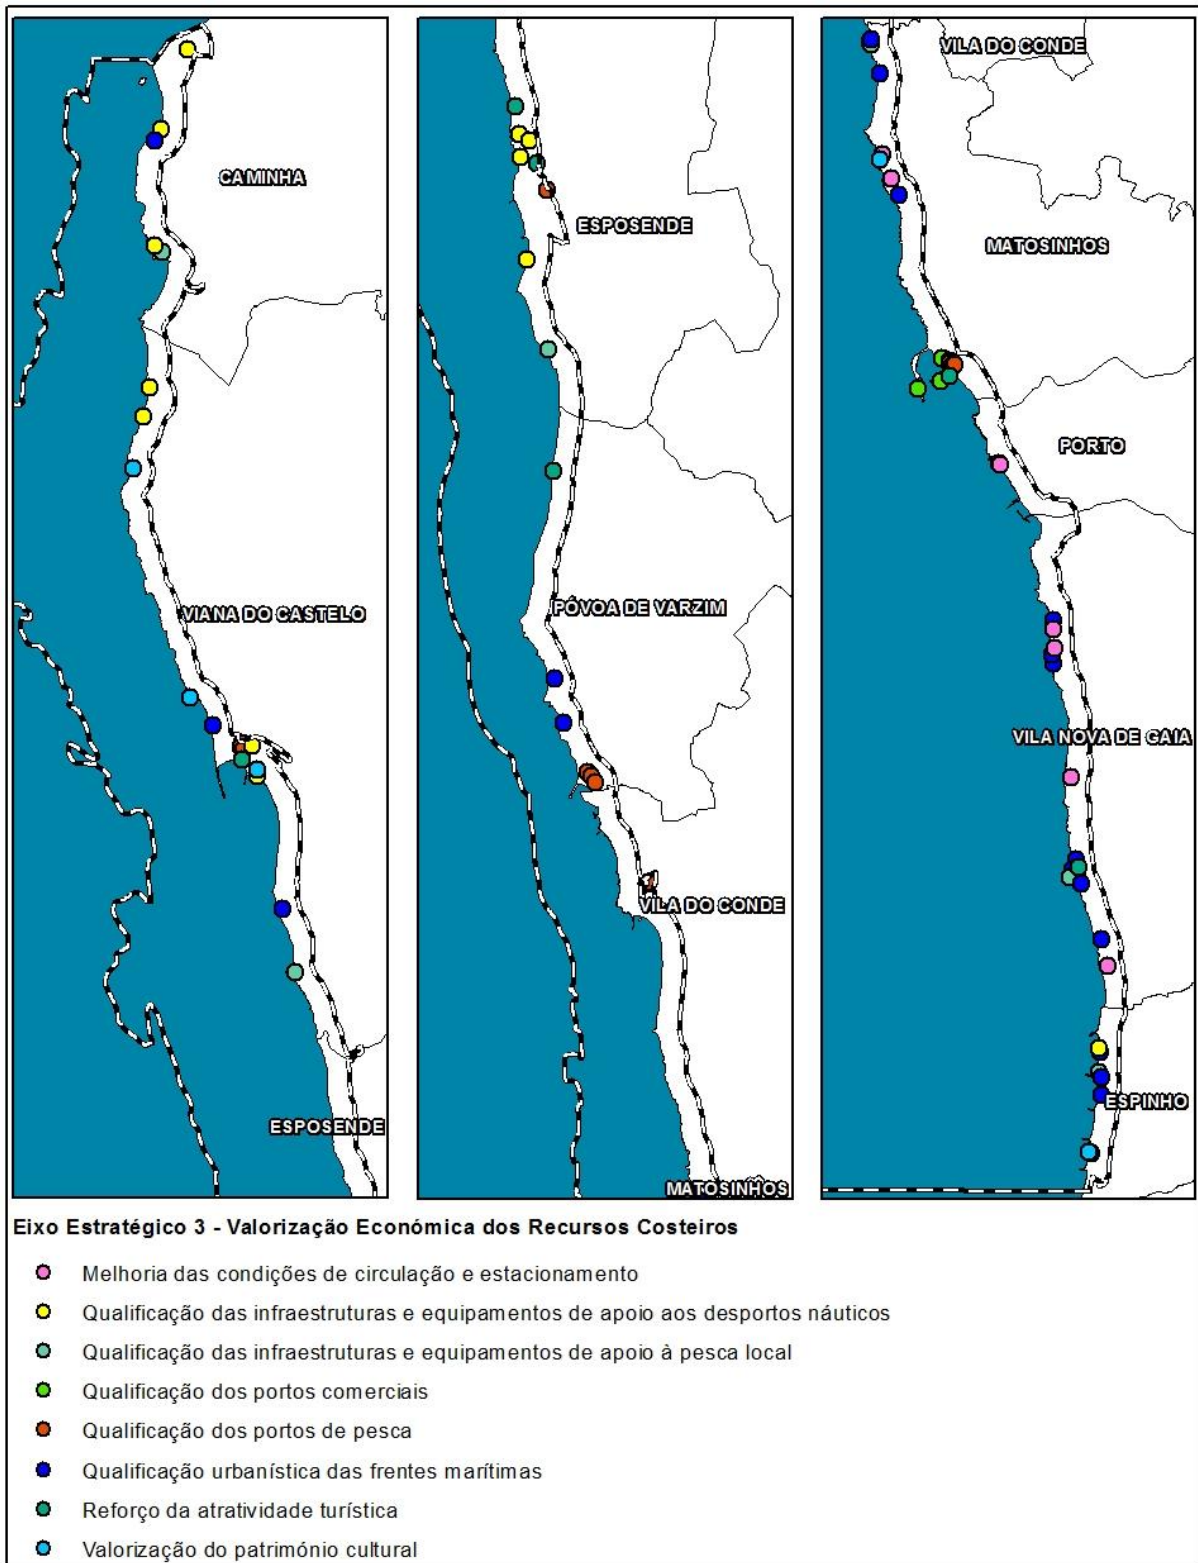 CAMINHA
VIANA DO CASTELO
ESPOSENDE
ESPOSENDE
PÓVOA DE VARZIM
VILA DO CONDE
MATOSINHOS
VILA DO CONDE
MATOSINHOS
PORTO
VILA NOVA DE GAIA
ESPINHO
Eixo Estratégico 3 - Valorização Económica dos Recursos Costeiros
Melhoria das condições de circulação e estacionamento
Qualificação das infraestruturas e equipamentos de apoio aos desportos náuticos
Qualificação das infraestruturas e equipamentos de apoio à pesca local
Qualificação dos portos comerciais
Qualificação dos portos de pesca
Qualificação urbanística das frentes marítimas
Reforço da atratividade turística
Valorização do património cultural